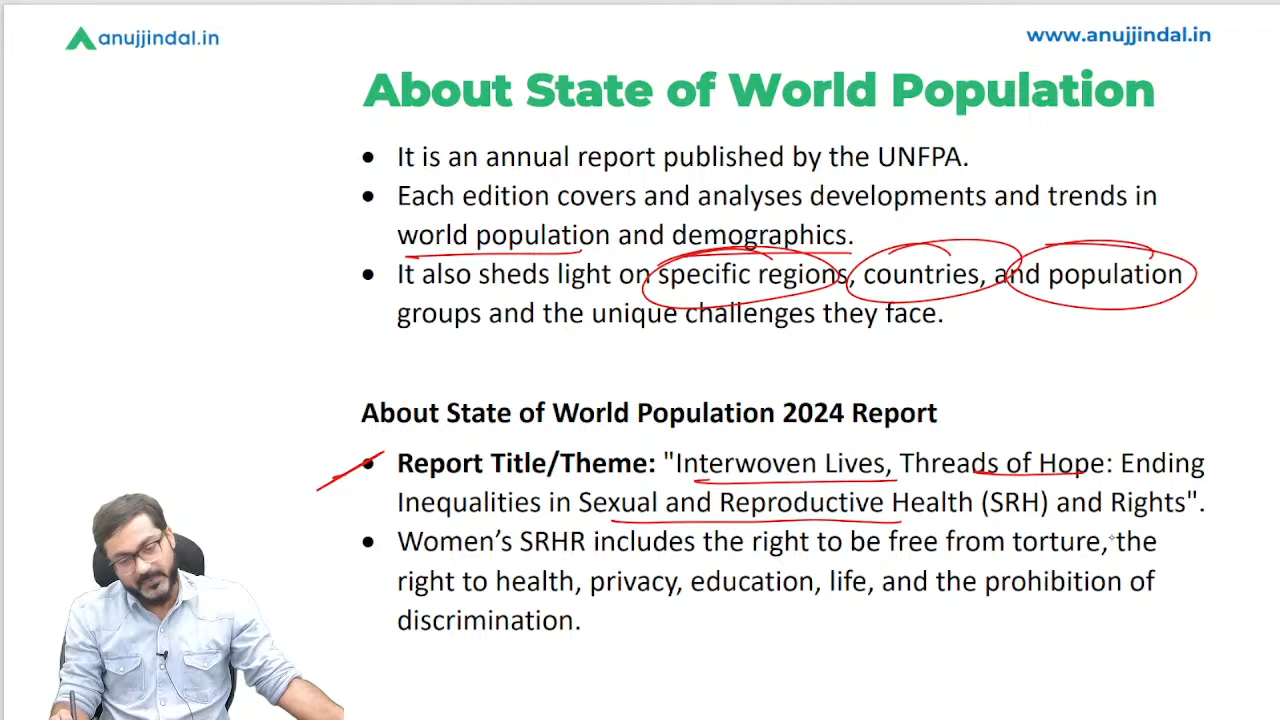 anujjindal.in
www.anujjindal.in
About State of World Population
• It is an annual report published by the UNFPA.
• Each edition covers and analyses developments and trends in
world population and demographics.
• It also sheds light on specific regions, countries, and population
groups and the unique challenges they face.
About State of World Population 2024 Report
• Report Title/Theme: "Interwoven Lives, Threads of Hope: Ending
Inequalities in Sexual and Reproductive Health (SRH) and Rights".
• Women’s SRHR includes the right to be free from torture, the
right to health, privacy, education, life, and the prohibition of
discrimination.